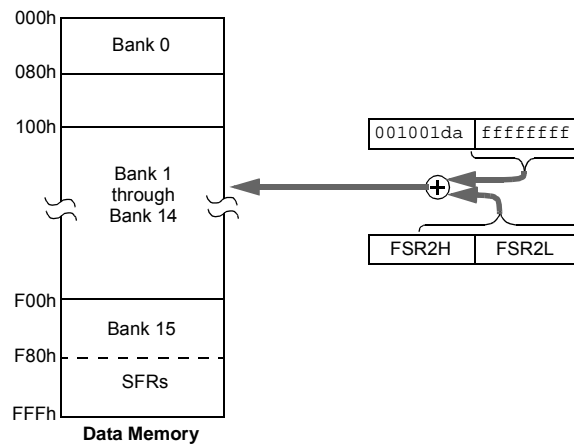 000h
Bank 0
080h
100h
001001da ffffffff
Bank 1
through
Bank 14
FSR2H FSR2L
F00h
Bank 15
F80h
SFRs
FFFh
Data Memory